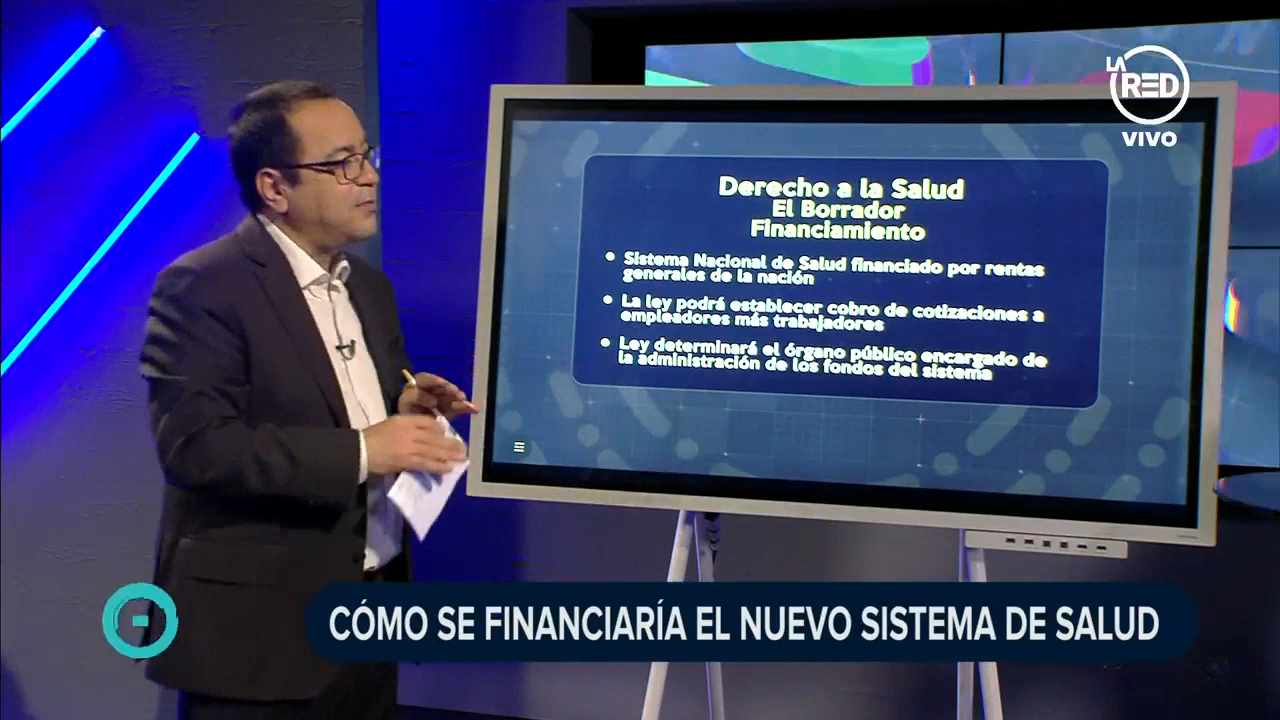 LA
RED
VIVO
Derecho a la Salud
El Borrador
Financiamiento
• Sistema Nacional de Salud financiado por rentas
generales de la nación
• La ley podrá establecer cobro de cotizaciones a
empleadores más trabajadores
• Ley determinará el órgano público encargado de
la administración de los fondos del sistema
CÓMO SE FINANCIARÍA EL NUEVO SISTEMA DE SALUD